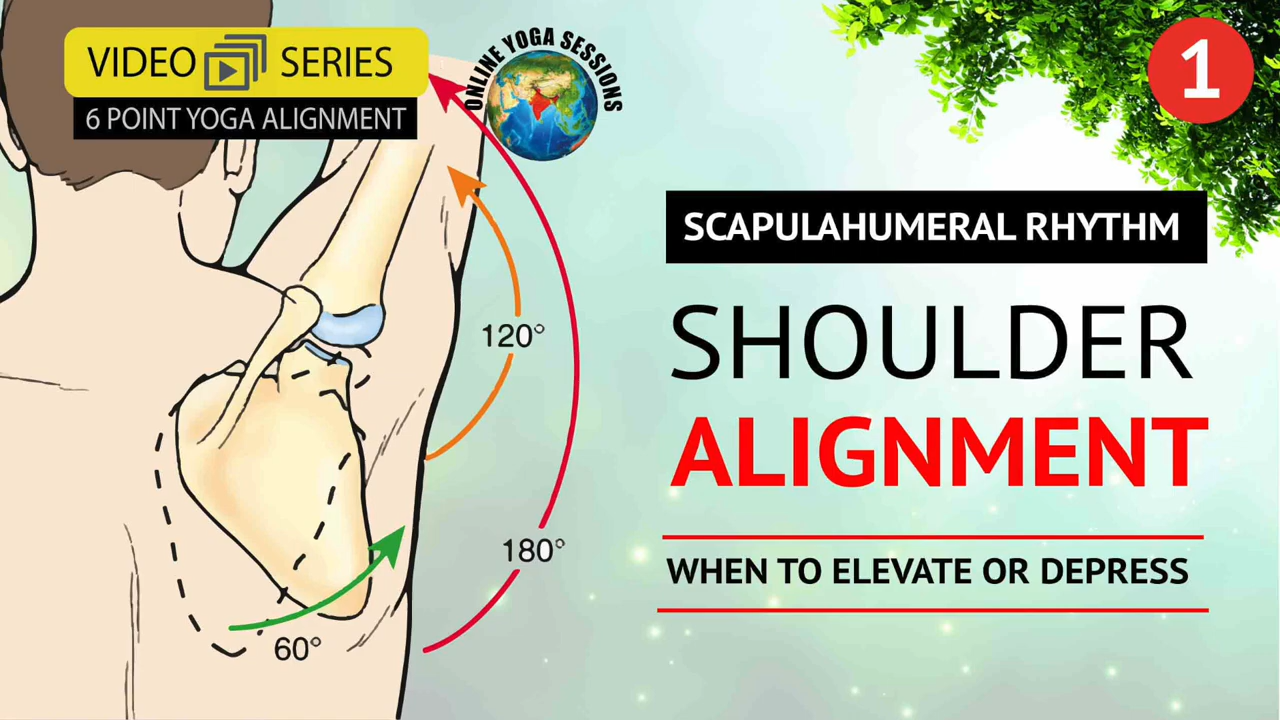 VIDEO SERIES
6 POINT YOGA ALIGNMENT
ONLINE YOGA SESSIONS
1
SCAPULAHUMERAL RHYTHM
SHOULDER
ALIGNMENT
WHEN TO ELEVATE OR DEPRESS
120°
180°
60°